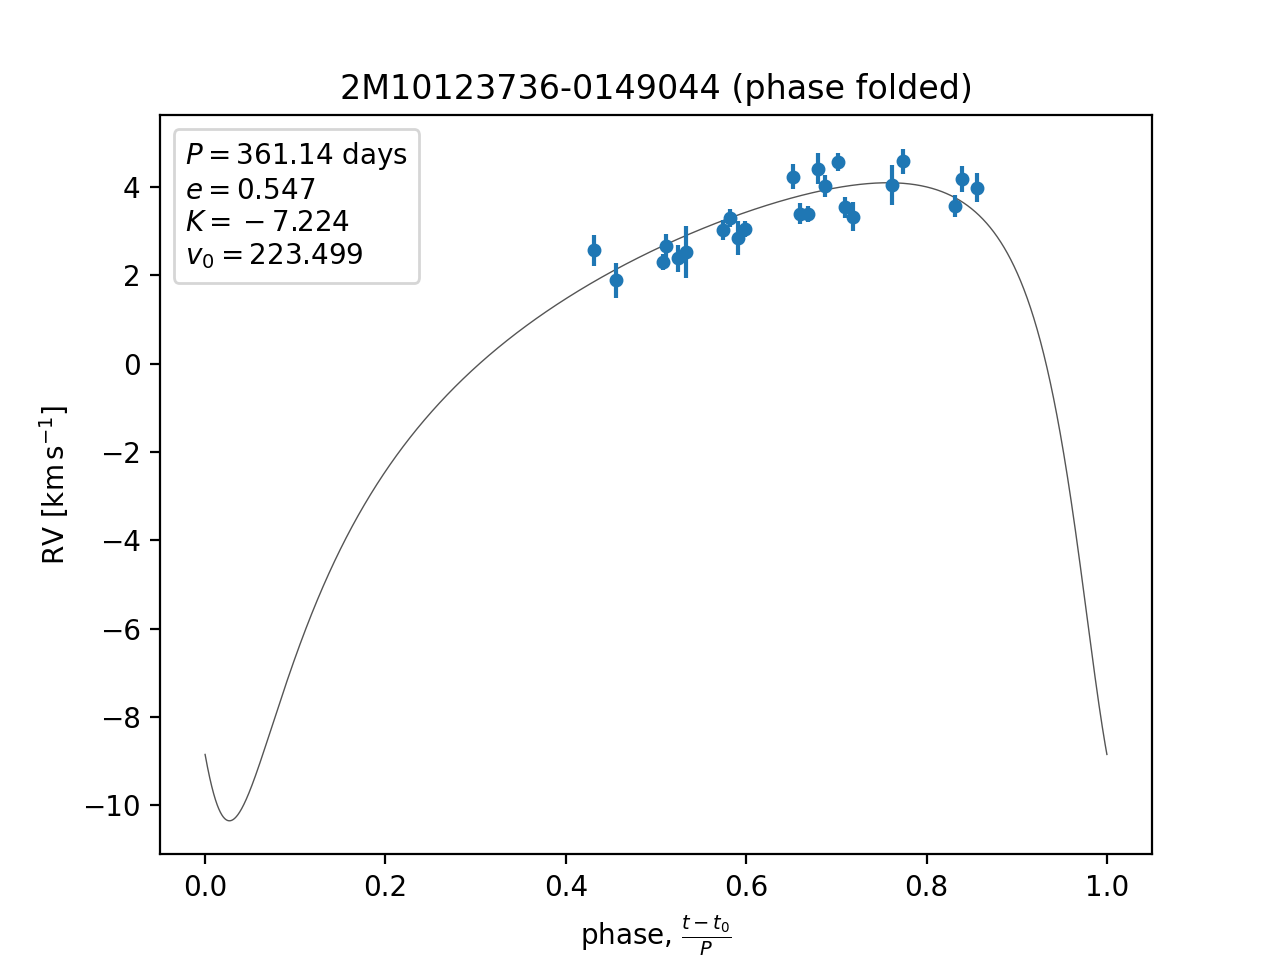 2M10123736-0149044 (phase folded)
P = 361.14 days
e = 0.547
K = −7.224
v₀ = 223.499
4
2
0
−2
−4
−6
−8
−10
RV [km s⁻¹]
0.0 0.2 0.4 0.6 0.8 1.0
phase, (t − t₀)/P